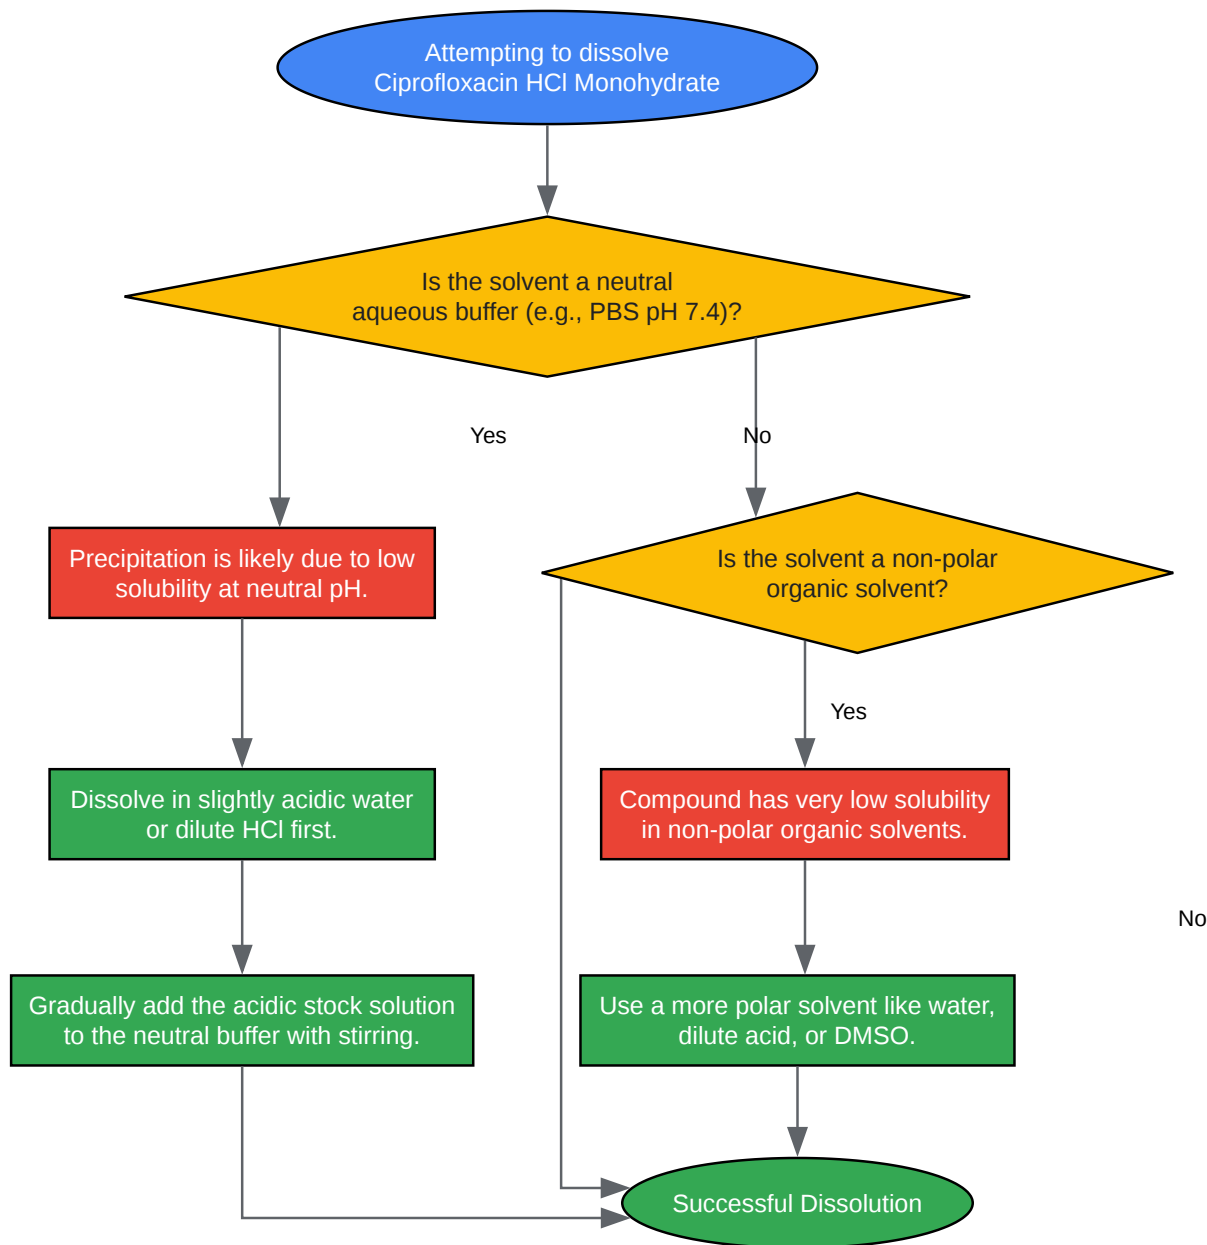 Attempting to dissolve
Ciprofloxacin HCl Monohydrate
Is the solvent a neutral
aqueous buffer (e.g., PBS pH 7.4)?
Yes
No
Precipitation is likely due to low
solubility at neutral pH.
Is the solvent a non-polar
organic solvent?
Yes
Dissolve in slightly acidic water
or dilute HCl first.
Compound has very low solubility
in non-polar organic solvents.
No
Gradually add the acidic stock solution
to the neutral buffer with stirring.
Use a more polar solvent like water,
dilute acid, or DMSO.
Successful Dissolution